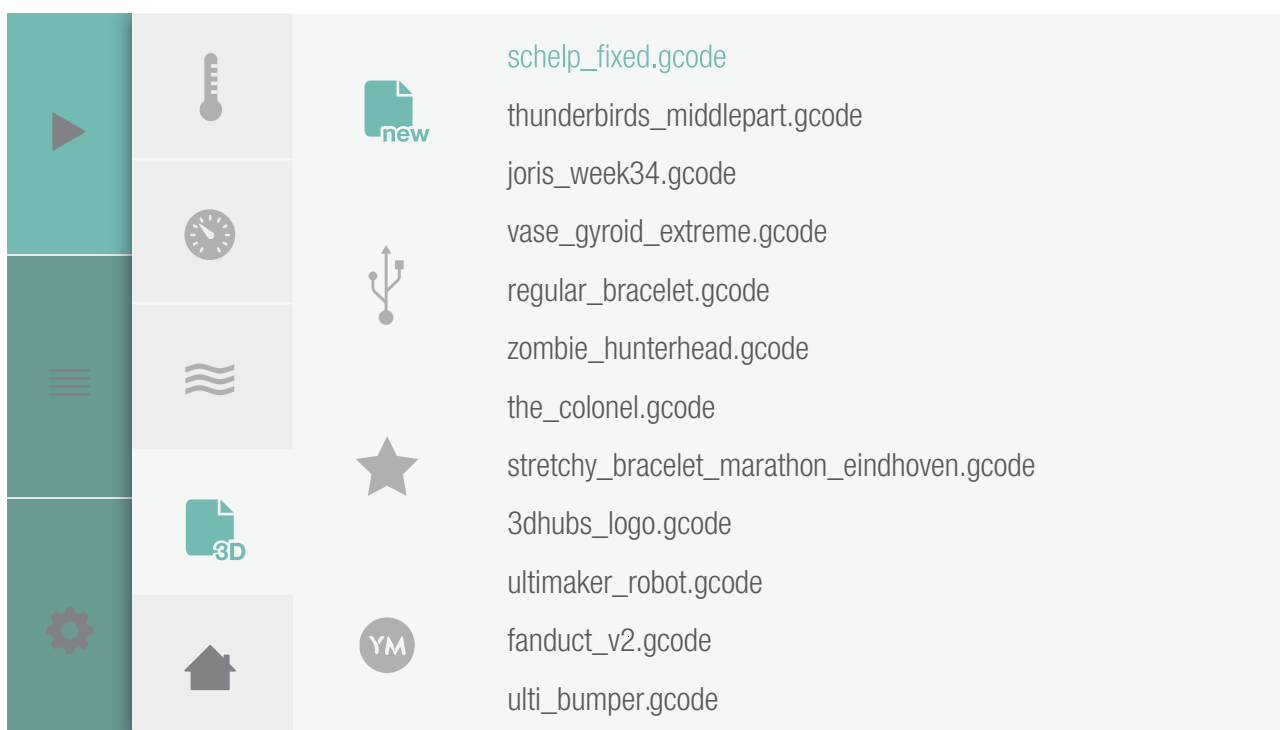 schelp_fixed.gcode
new
thunderbirds_middlepart.gcode
joris_week34.gcode
vase_gyroid_extreme.gcode
regular_bracelet.gcode
zombie_hunterhead.gcode
the_colonel.gcode
stretchy_bracelet_marathon_eindhoven.gcode
3dhubs_logo.gcode
3D
ultimaker_robot.gcode
fanduct_v2.gcode
YM
ulti_bumper.gcode